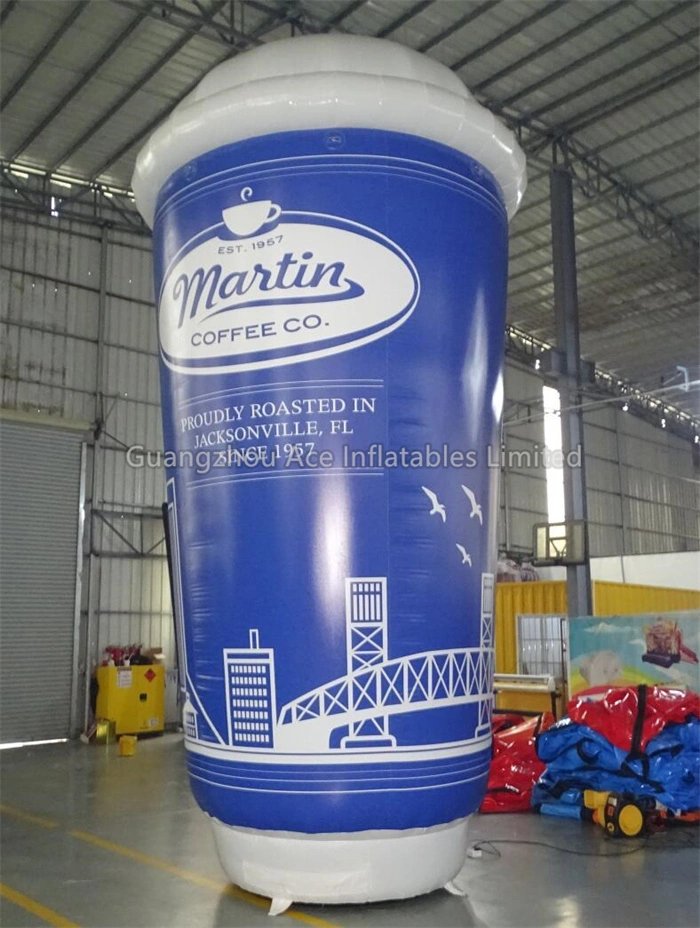 EST. 1957
Martin
COFFEE CO.
PROUDLY ROASTED IN
JACKSONVILLE, FL
SINCE 1957
Guangzhou Ace Inflatables Limited